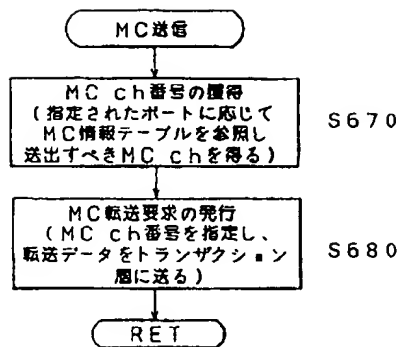 MC送信
MC ch番号の獲得
(指定されたポートに応じて
MC情報テーブルを参照し
送出すべきMC chを得る)
S670
MC転送要求の発行
(MC ch番号を指定し、
転送データをトランザクション
層に送る)
S680
RET